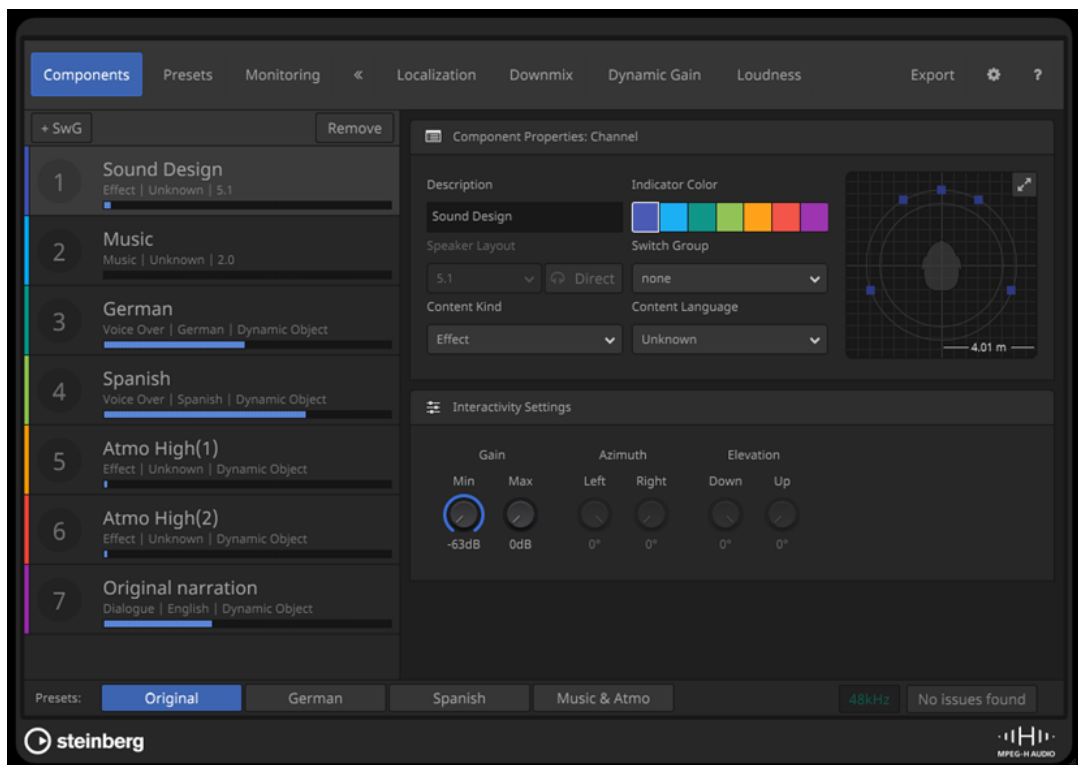 Components Presets Monitoring « Localization Downmix Dynamic Gain Loudness Export ?
+ SwG Remove
1 Sound Design
Effect | Unknown | 5.1
2 Music
Music | Unknown | 2.0
3 German
Voice Over | German | Dynamic Object
4 Spanish
Voice Over | Spanish | Dynamic Object
5 Atmo High(1)
Effect | Unknown | Dynamic Object
6 Atmo High(2)
Effect | Unknown | Dynamic Object
7 Original narration
Dialogue | English | Dynamic Object
Component Properties: Channel
Description Indicator Color
Sound Design
Speaker Layout Switch Group
5.1 Direct none
Content Kind Content Language
Effect Unknown
4.01 m
Interactivity Settings
Gain Azimuth Elevation
Min Max Left Right Down Up
-63dB 0dB 0° 0° 0° 0°
Presets: Original German Spanish Music & Atmo 48kHz No issues found
steinberg
MPEG-H AUDIO